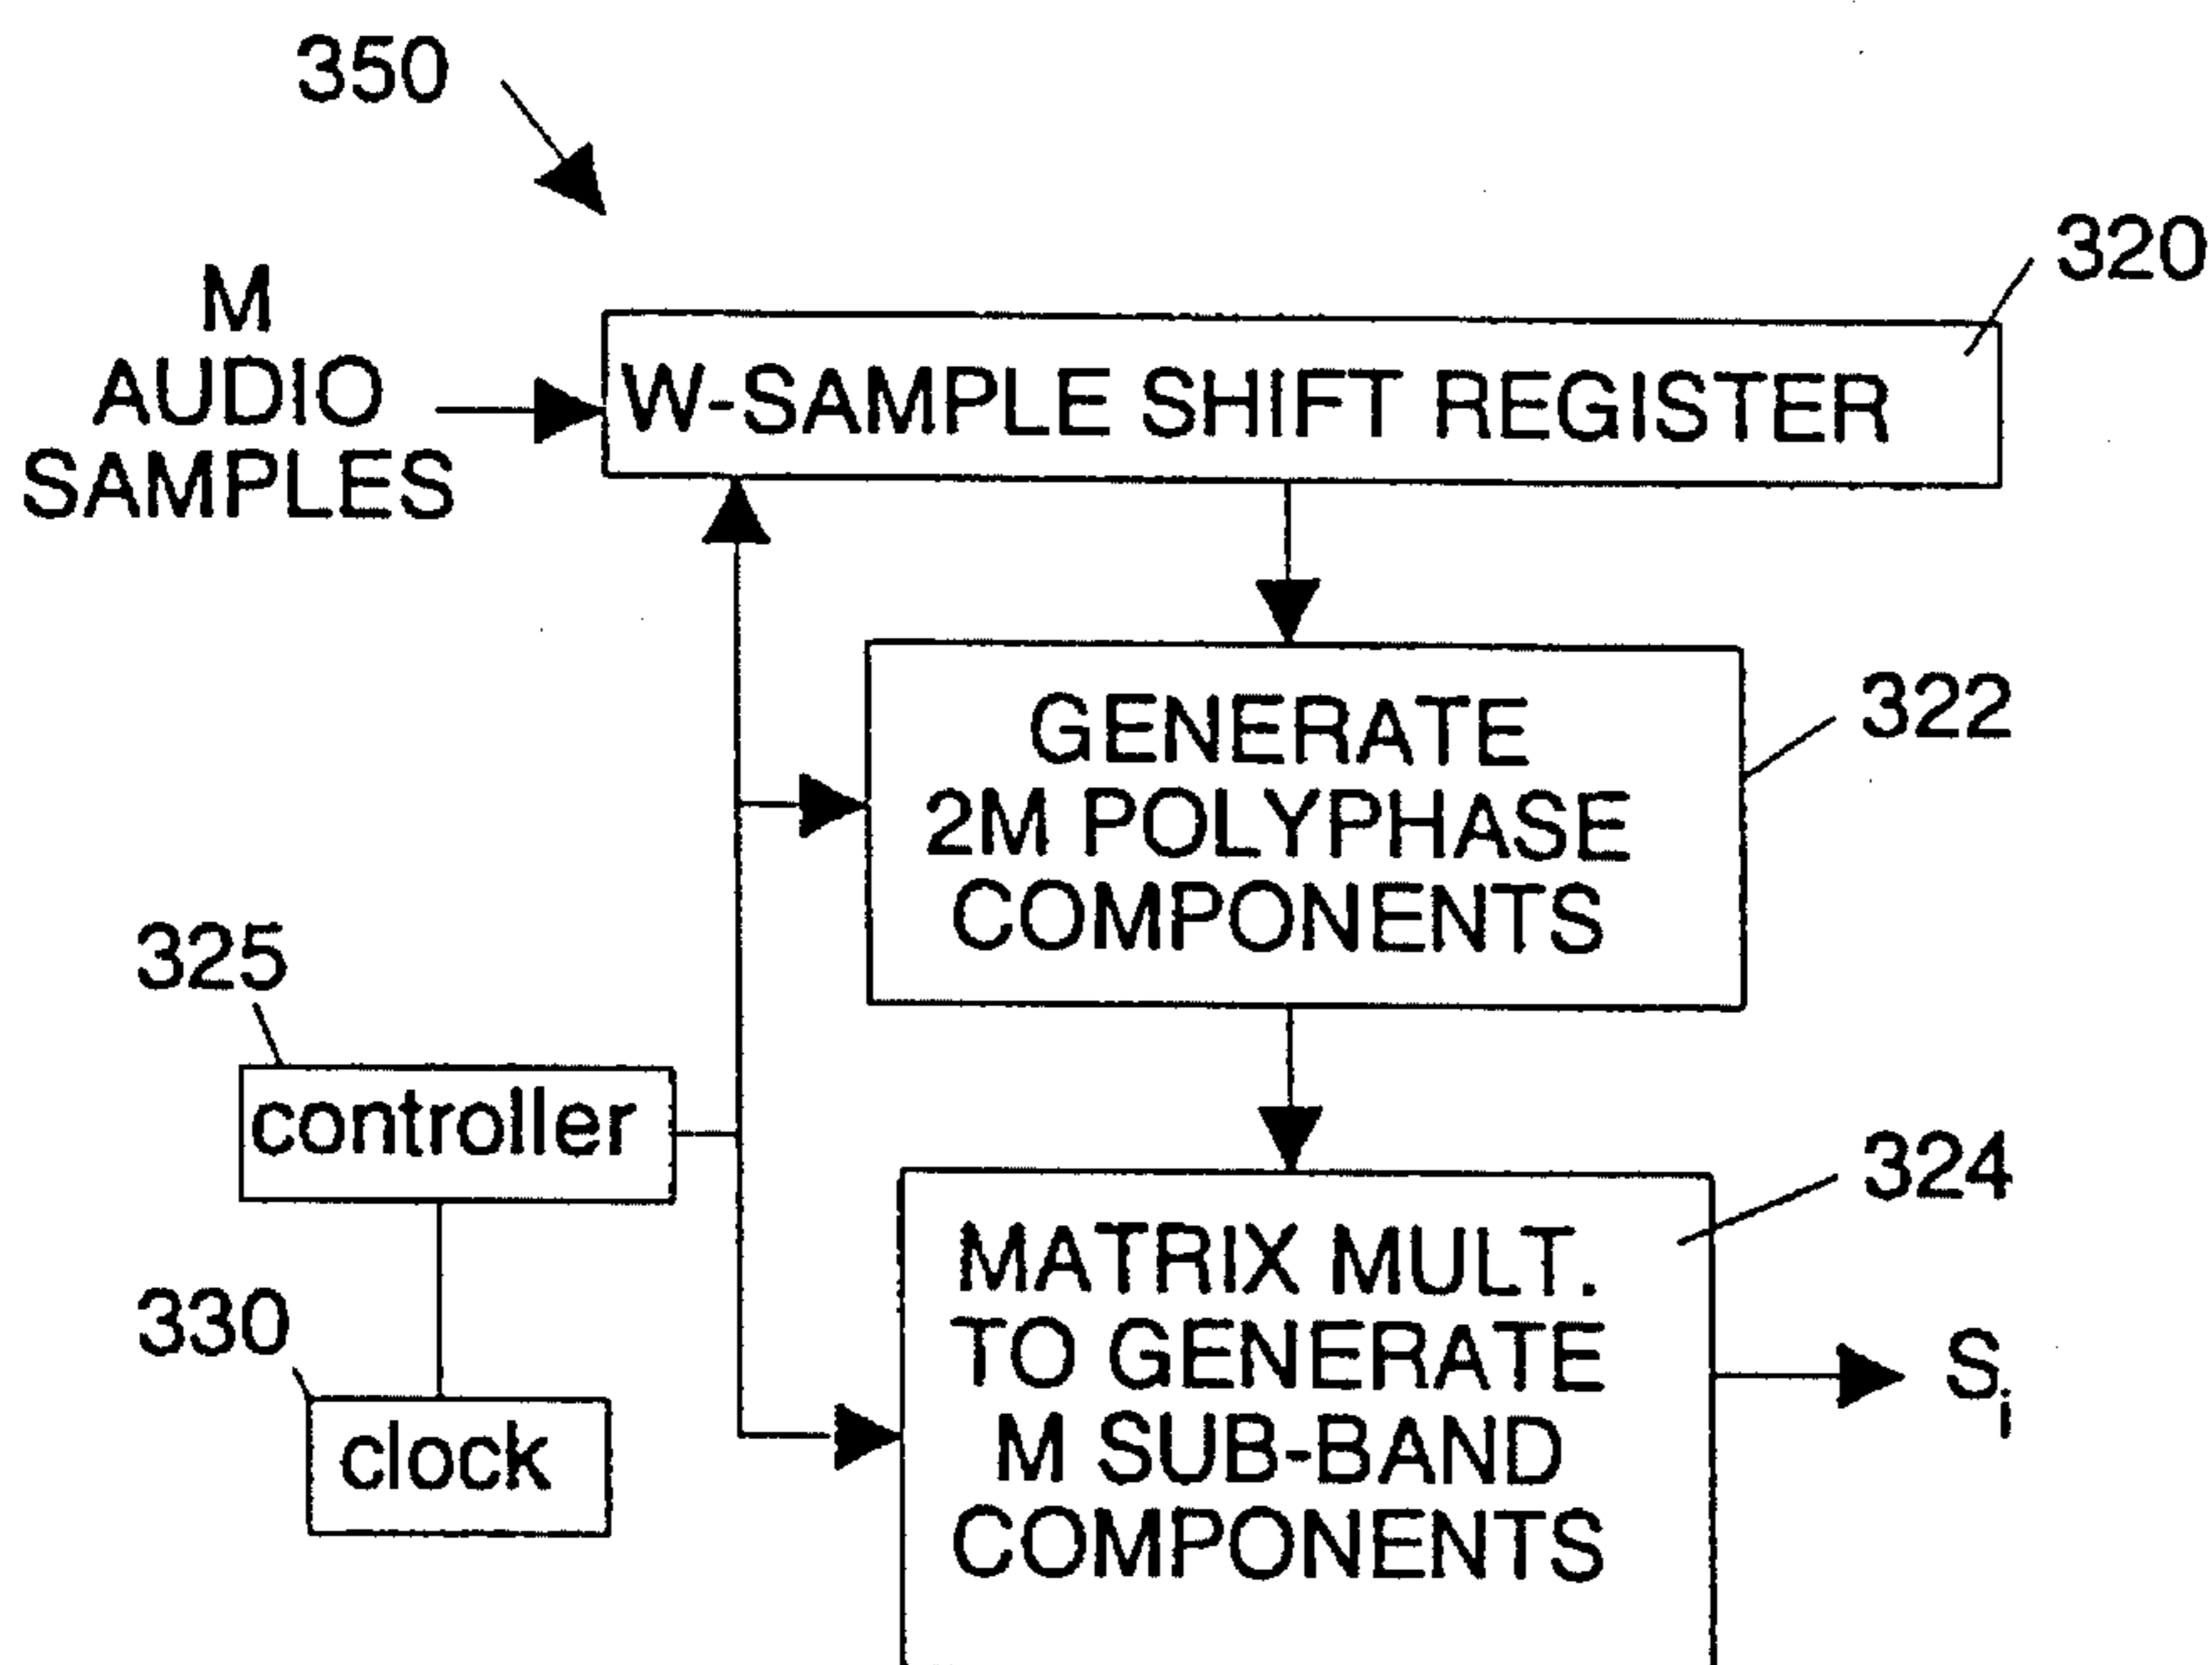 350
320
M
AUDIO
SAMPLES
W-SAMPLE SHIFT REGISTER
322
GENERATE
2M POLYPHASE
COMPONENTS
325
controller
324
MATRIX MULT.
TO GENERATE
M SUB-BAND
COMPONENTS
330
clock
Si